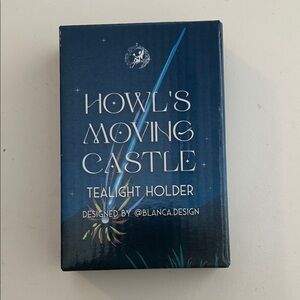 HOWL'S
MOVING
CASTLE
TEALIGHT HOLDER
DESIGNED BY @BLANCA.DESIGN